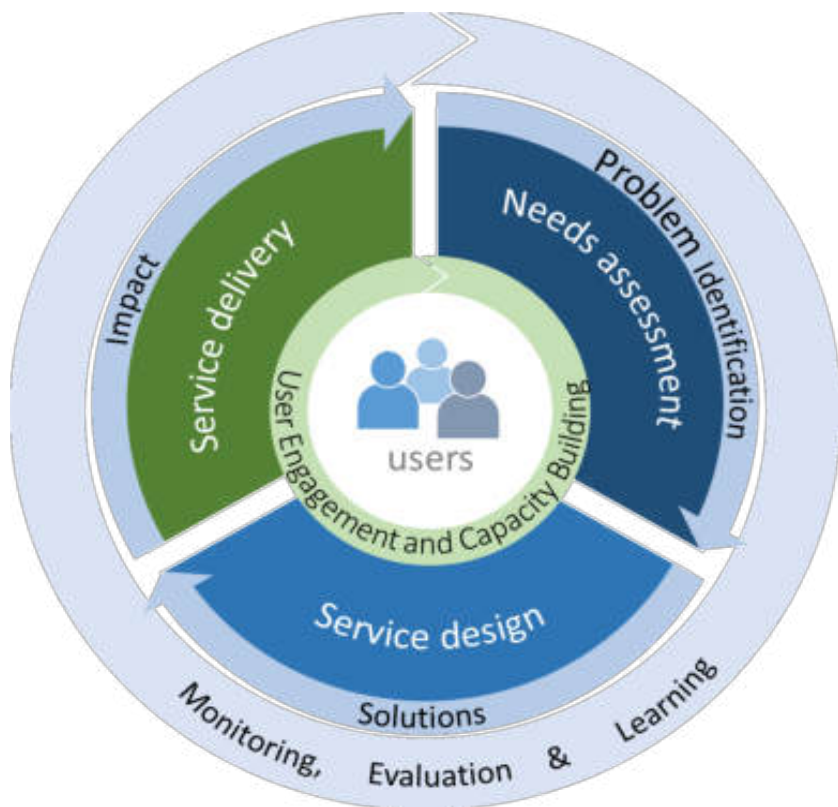 Problem Identification
Needs assessment
Impact
Service delivery
users
User Engagement and Capacity Building
Service design
Solutions
Monitoring, Evaluation & Learning